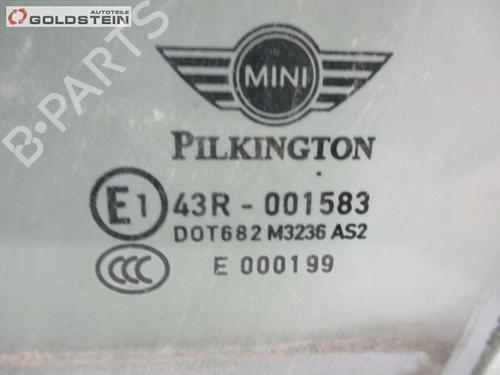 AUTOTEILE
GOLDSTEIN
B-PARTS
MINI
PILKINGTON
E1 43R - 001583
DOT682 M3236 AS2
CCC E 000199